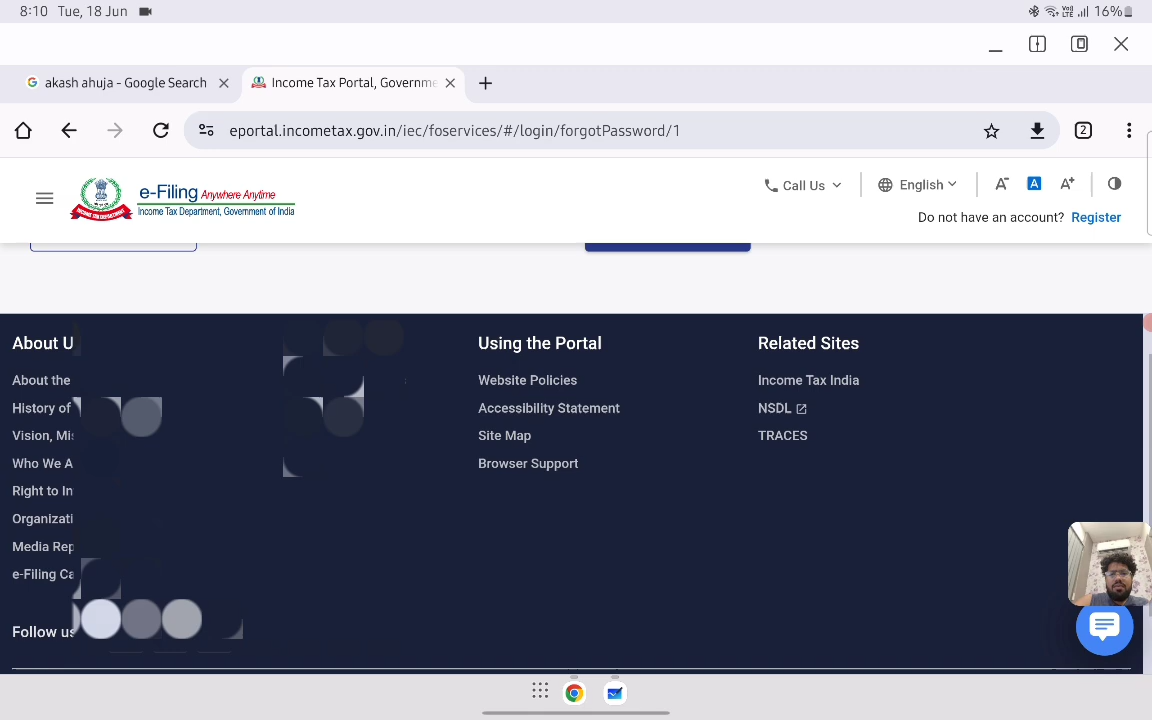 8:10 Tue, 18 Jun
Vo) LTE 16%
akash ahuja - Google Search
Income Tax Portal, Governme
eportal.incometax.gov.in/iec/foservices/#/login/forgotPassword/1
2
e-Filing Anywhere Anytime
Income Tax Department, Government of India
Call Us
English
A-
A
A+
Do not have an account? Register
About U
About the
History of
Vision, Mis
Who We A
Right to In
Organizati
Media Rep
e-Filing Ca
Follow us
Using the Portal
Website Policies
Accessibility Statement
Site Map
Browser Support
Related Sites
Income Tax India
NSDL
TRACES